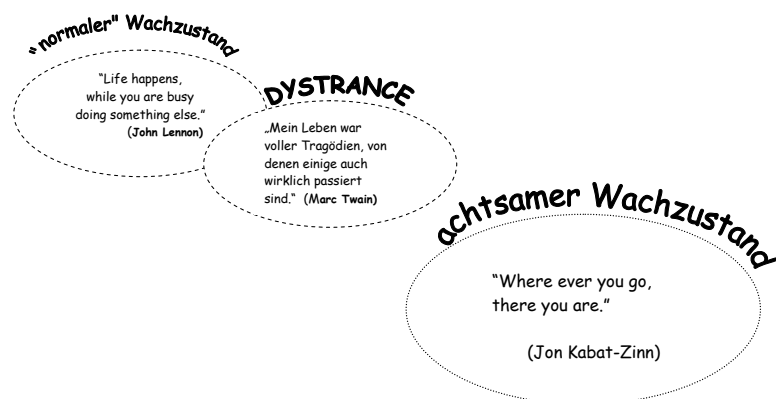 "normaler" Wachzustand
“Life happens,
while you are busy
doing something else.”
(John Lennon)
DYSTRANCE
„Mein Leben war
voller Tragödien, von
denen einige auch
wirklich passiert
sind.“ (Marc Twain)
achtsamer Wachzustand
“Where ever you go,
there you are.”
(Jon Kabat-Zinn)